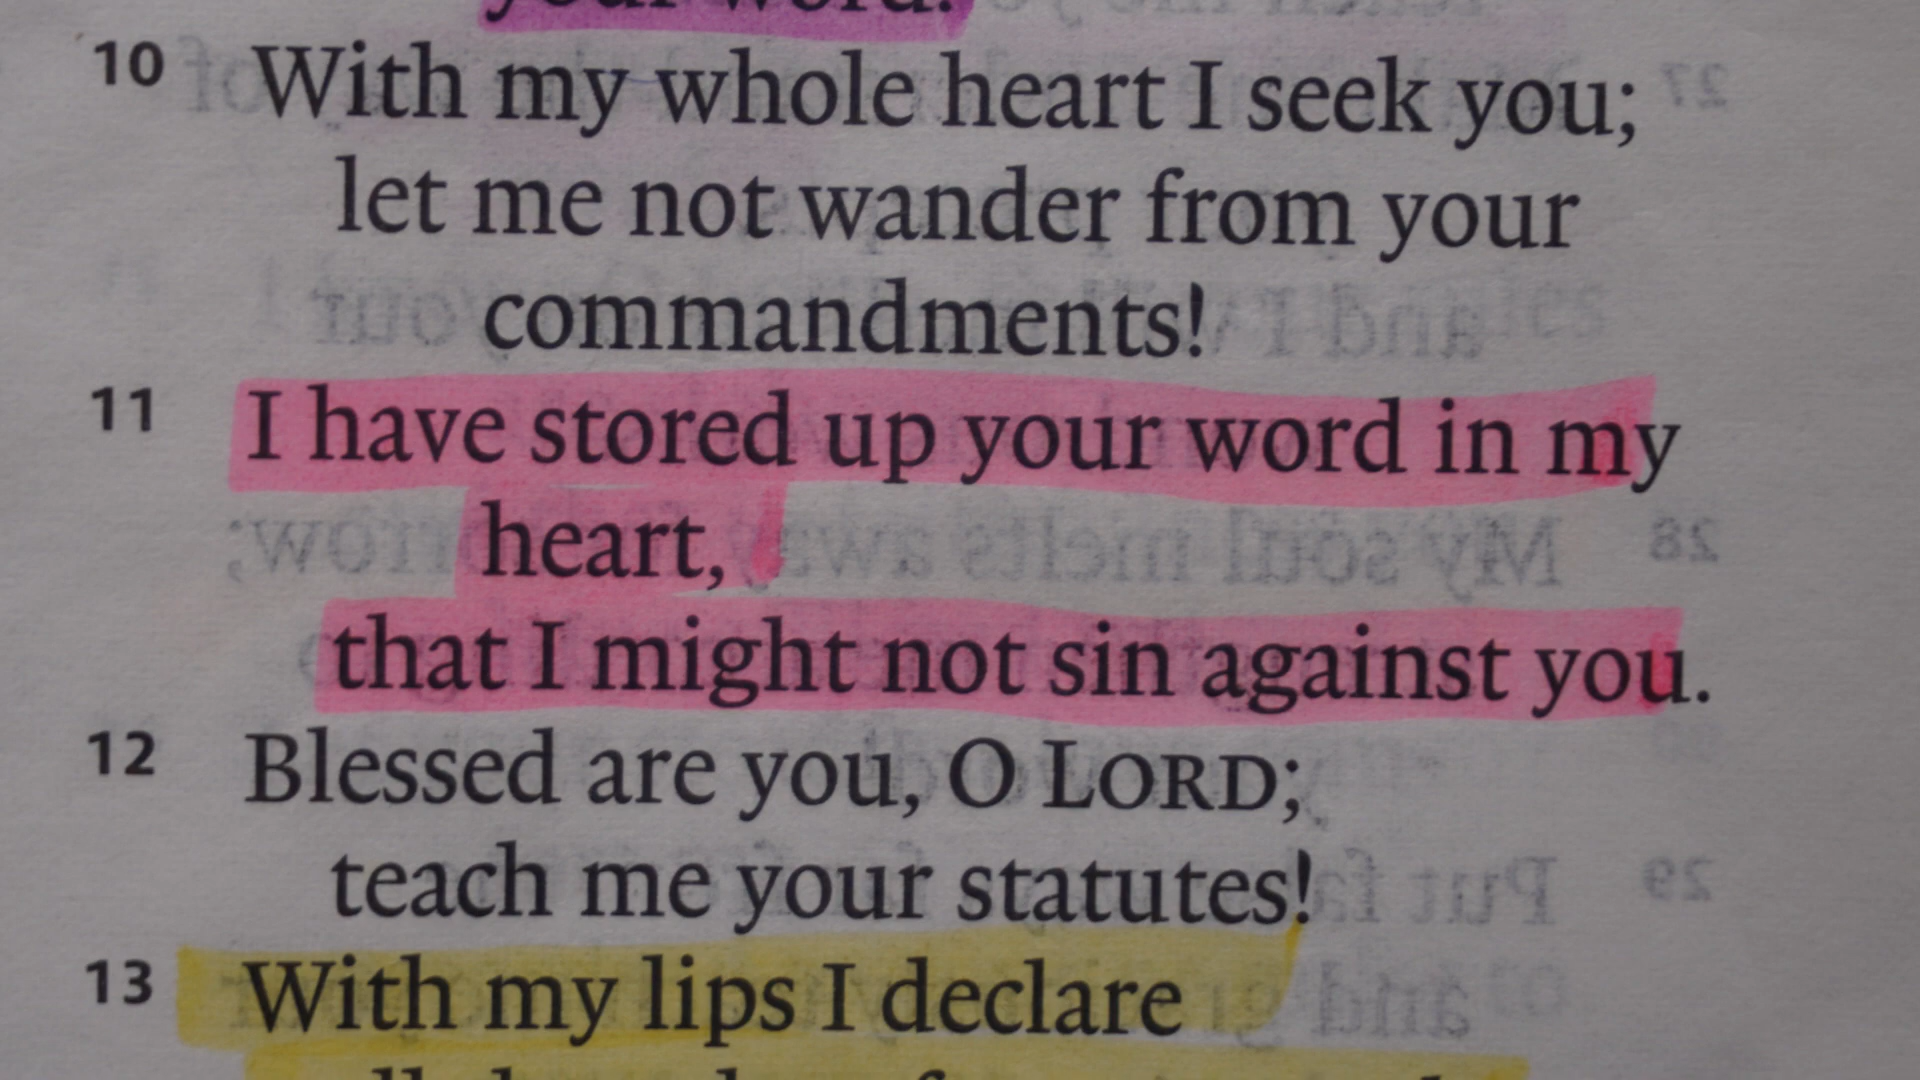 your word.
10 With my whole heart I seek you;
let me not wander from your
commandments!
11 I have stored up your word in my
heart,
that I might not sin against you.
12 Blessed are you, O LORD;
teach me your statutes!
13 With my lips I declare